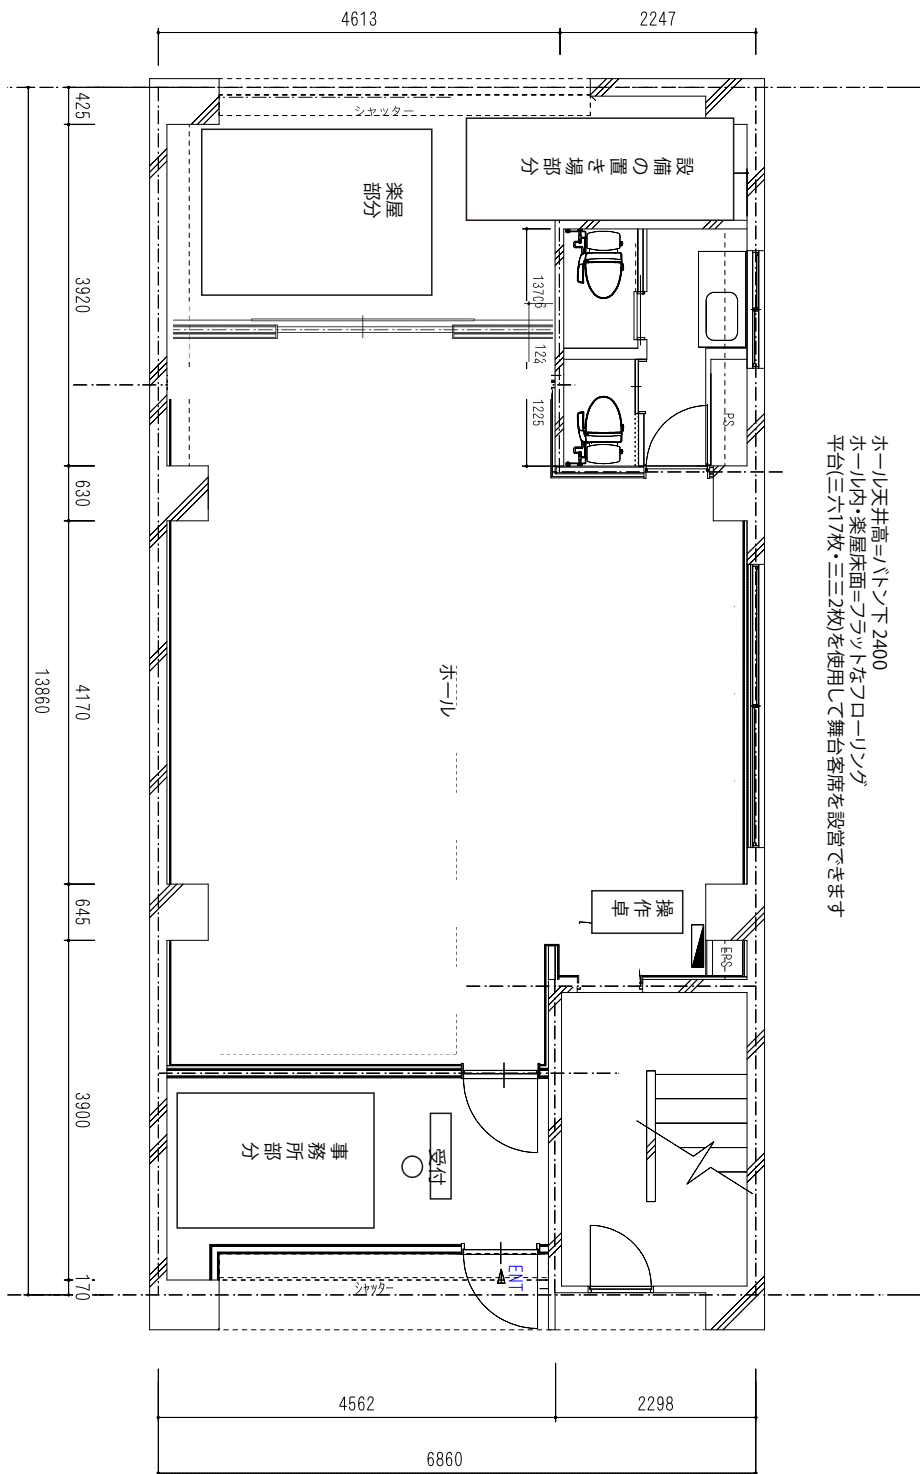 4613
2247
425
3920
630
4170
645
3900
170
13860
シャッター
設備の置き場部分
楽屋
部分
1225
PS
ホール天井高=バトン下 2400
ホール内・楽屋床面=フラットなフローリング
平台(三六17枚・三三2枚)を使用して舞台客席を設営できます
ホール
操作卓
EPS
事務所部分
受付
ENT
シャッター
4562
2298
6860